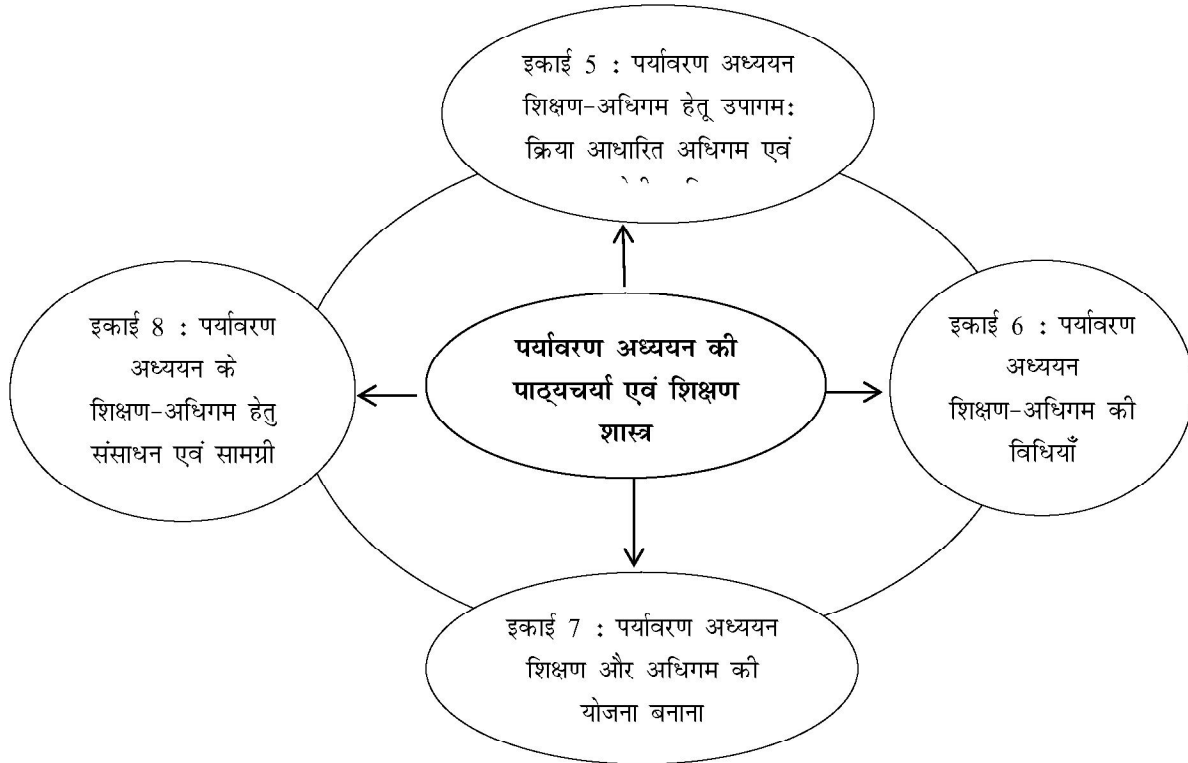 इकाई 5 : पर्यावरण अध्ययन
शिक्षण-अधिगम हेतू उपागम:
क्रिया आधारित अधिगम एवं
इकाई 8 : पर्यावरण
अध्ययन के
शिक्षण-अधिगम हेतु
संसाधन एवं सामग्री
पर्यावरण अध्ययन की
पाठ्यचर्या एवं शिक्षण
शास्त्र
इकाई 6 : पर्यावरण
अध्ययन
शिक्षण-अधिगम की
विधियाँ
इकाई 7 : पर्यावरण अध्ययन
शिक्षण और अधिगम की
योजना बनाना